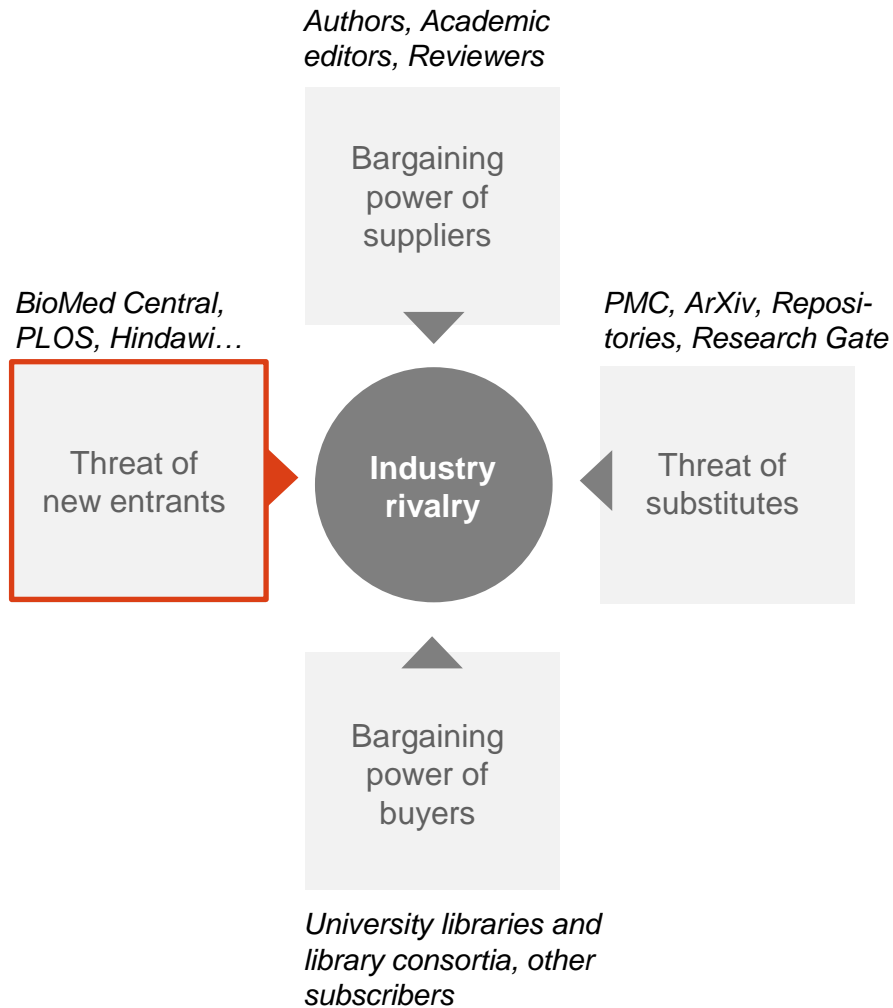 Authors, Academic
editors, Reviewers
Bargaining
power of
suppliers
BioMed Central,
PLOS, Hindawi…
PMC, ArXiv, Reposi-
tories, Research Gate
Threat of
new entrants
Industry
rivalry
Threat of
substitutes
Bargaining
power of
buyers
University libraries and
library consortia, other
subscribers